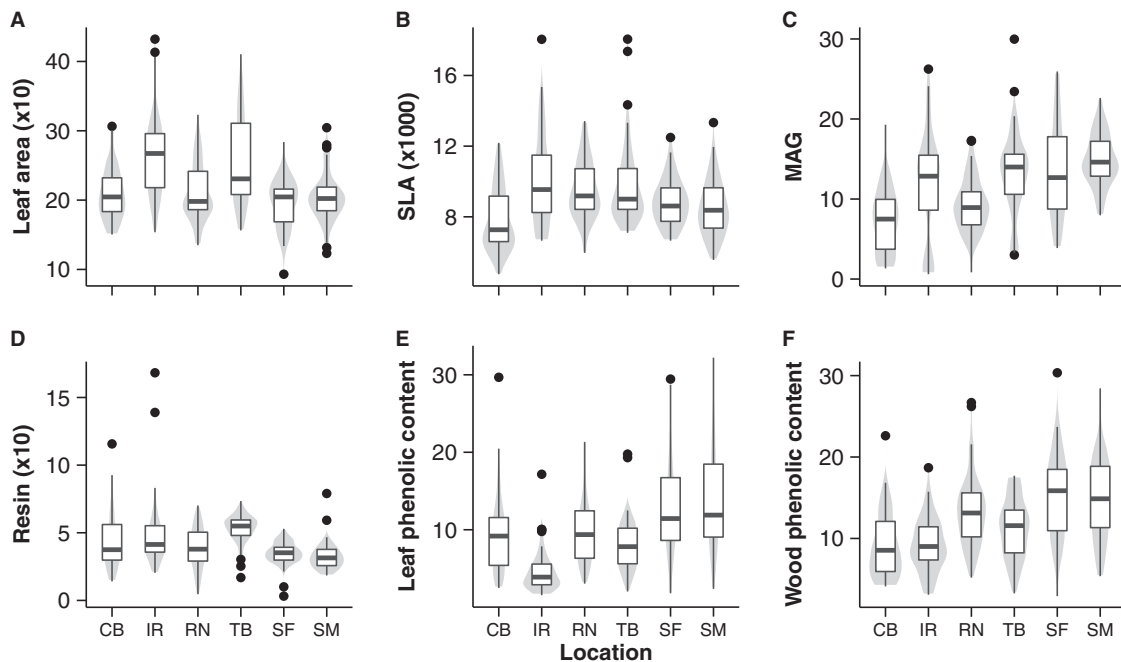 A
Leaf area (x10)
40
30
20
10
B
SLA (x1000)
16
12
8
C
MAG
30
20
10
0
D
Resin (x10)
15
10
5
0
CB IR RN TB SF SM
E
Leaf phenolic content
30
20
10
CB IR RN TB SF SM
Location
F
Wood phenolic content
30
20
10
CB IR RN TB SF SM